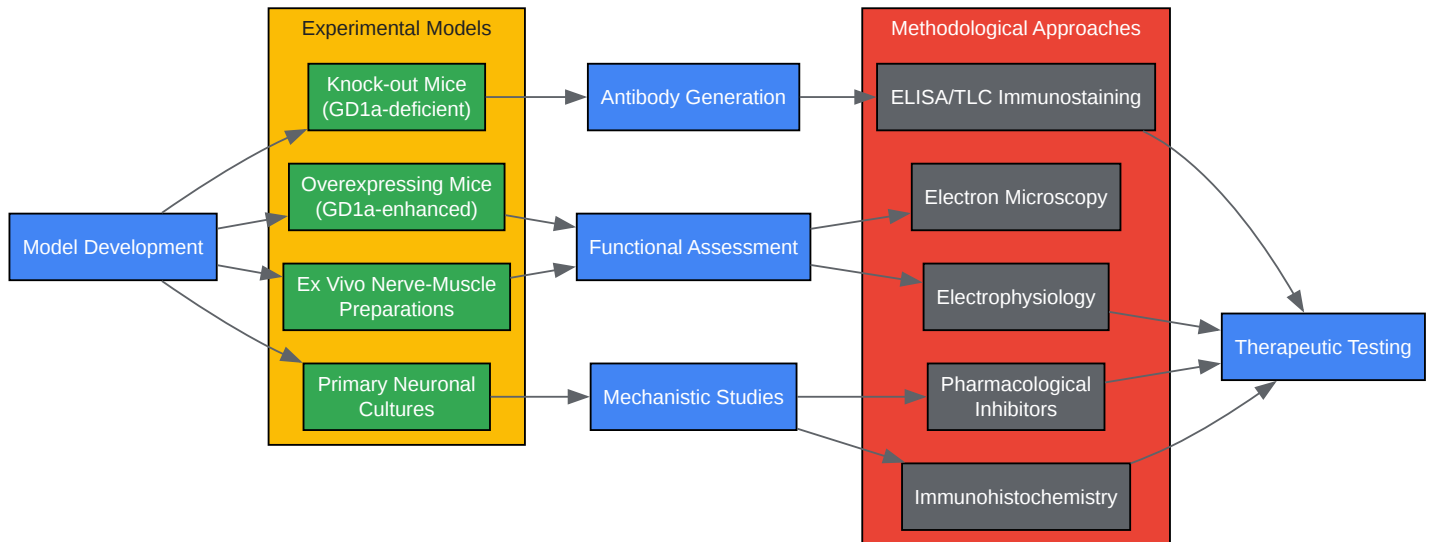 Experimental Models
Methodological Approaches
Knock-out Mice
(GD1a-deficient)
Antibody Generation
ELISA/TLC Immunostaining
Overexpressing Mice
(GD1a-enhanced)
Electron Microscopy
Model Development
Functional Assessment
Ex Vivo Nerve-Muscle
Preparations
Electrophysiology
Therapeutic Testing
Primary Neuronal
Cultures
Mechanistic Studies
Pharmacological
Inhibitors
Immunohistochemistry